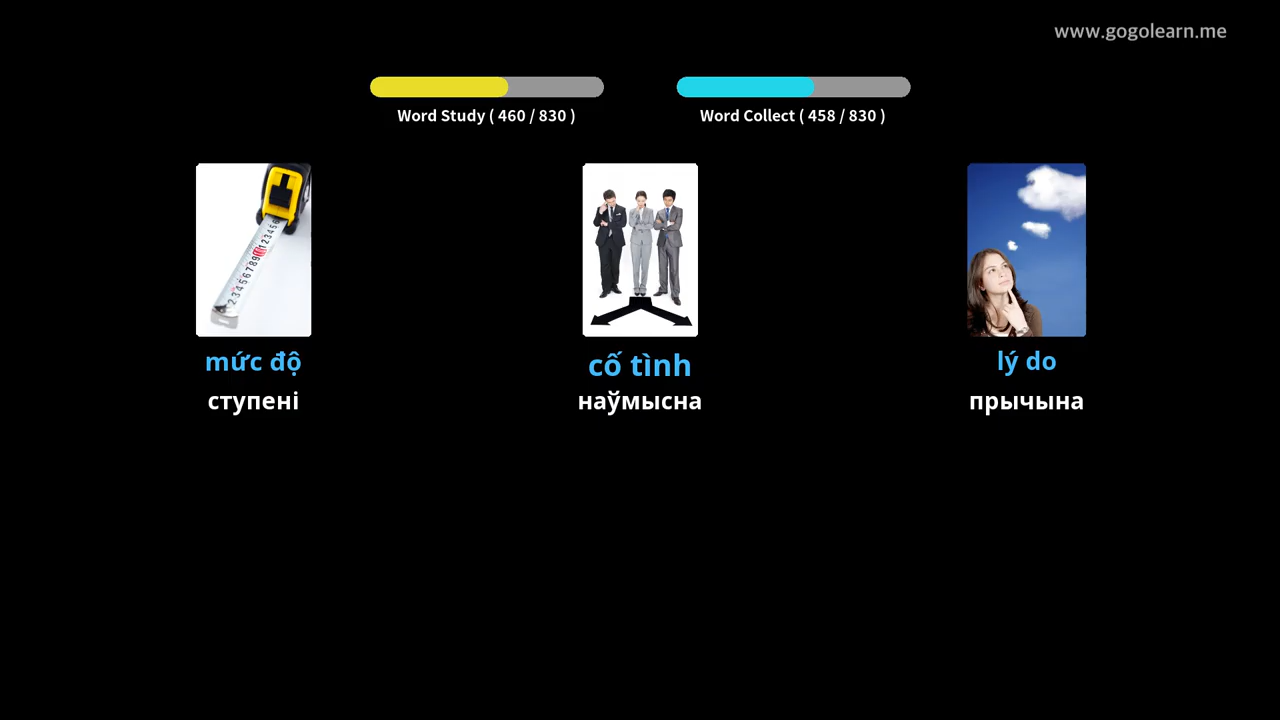 www.gogolearn.me
Word Study ( 460 / 830 )
Word Collect ( 458 / 830 )
mức độ
cố tình
lý do
ступені
наўмысна
прычына